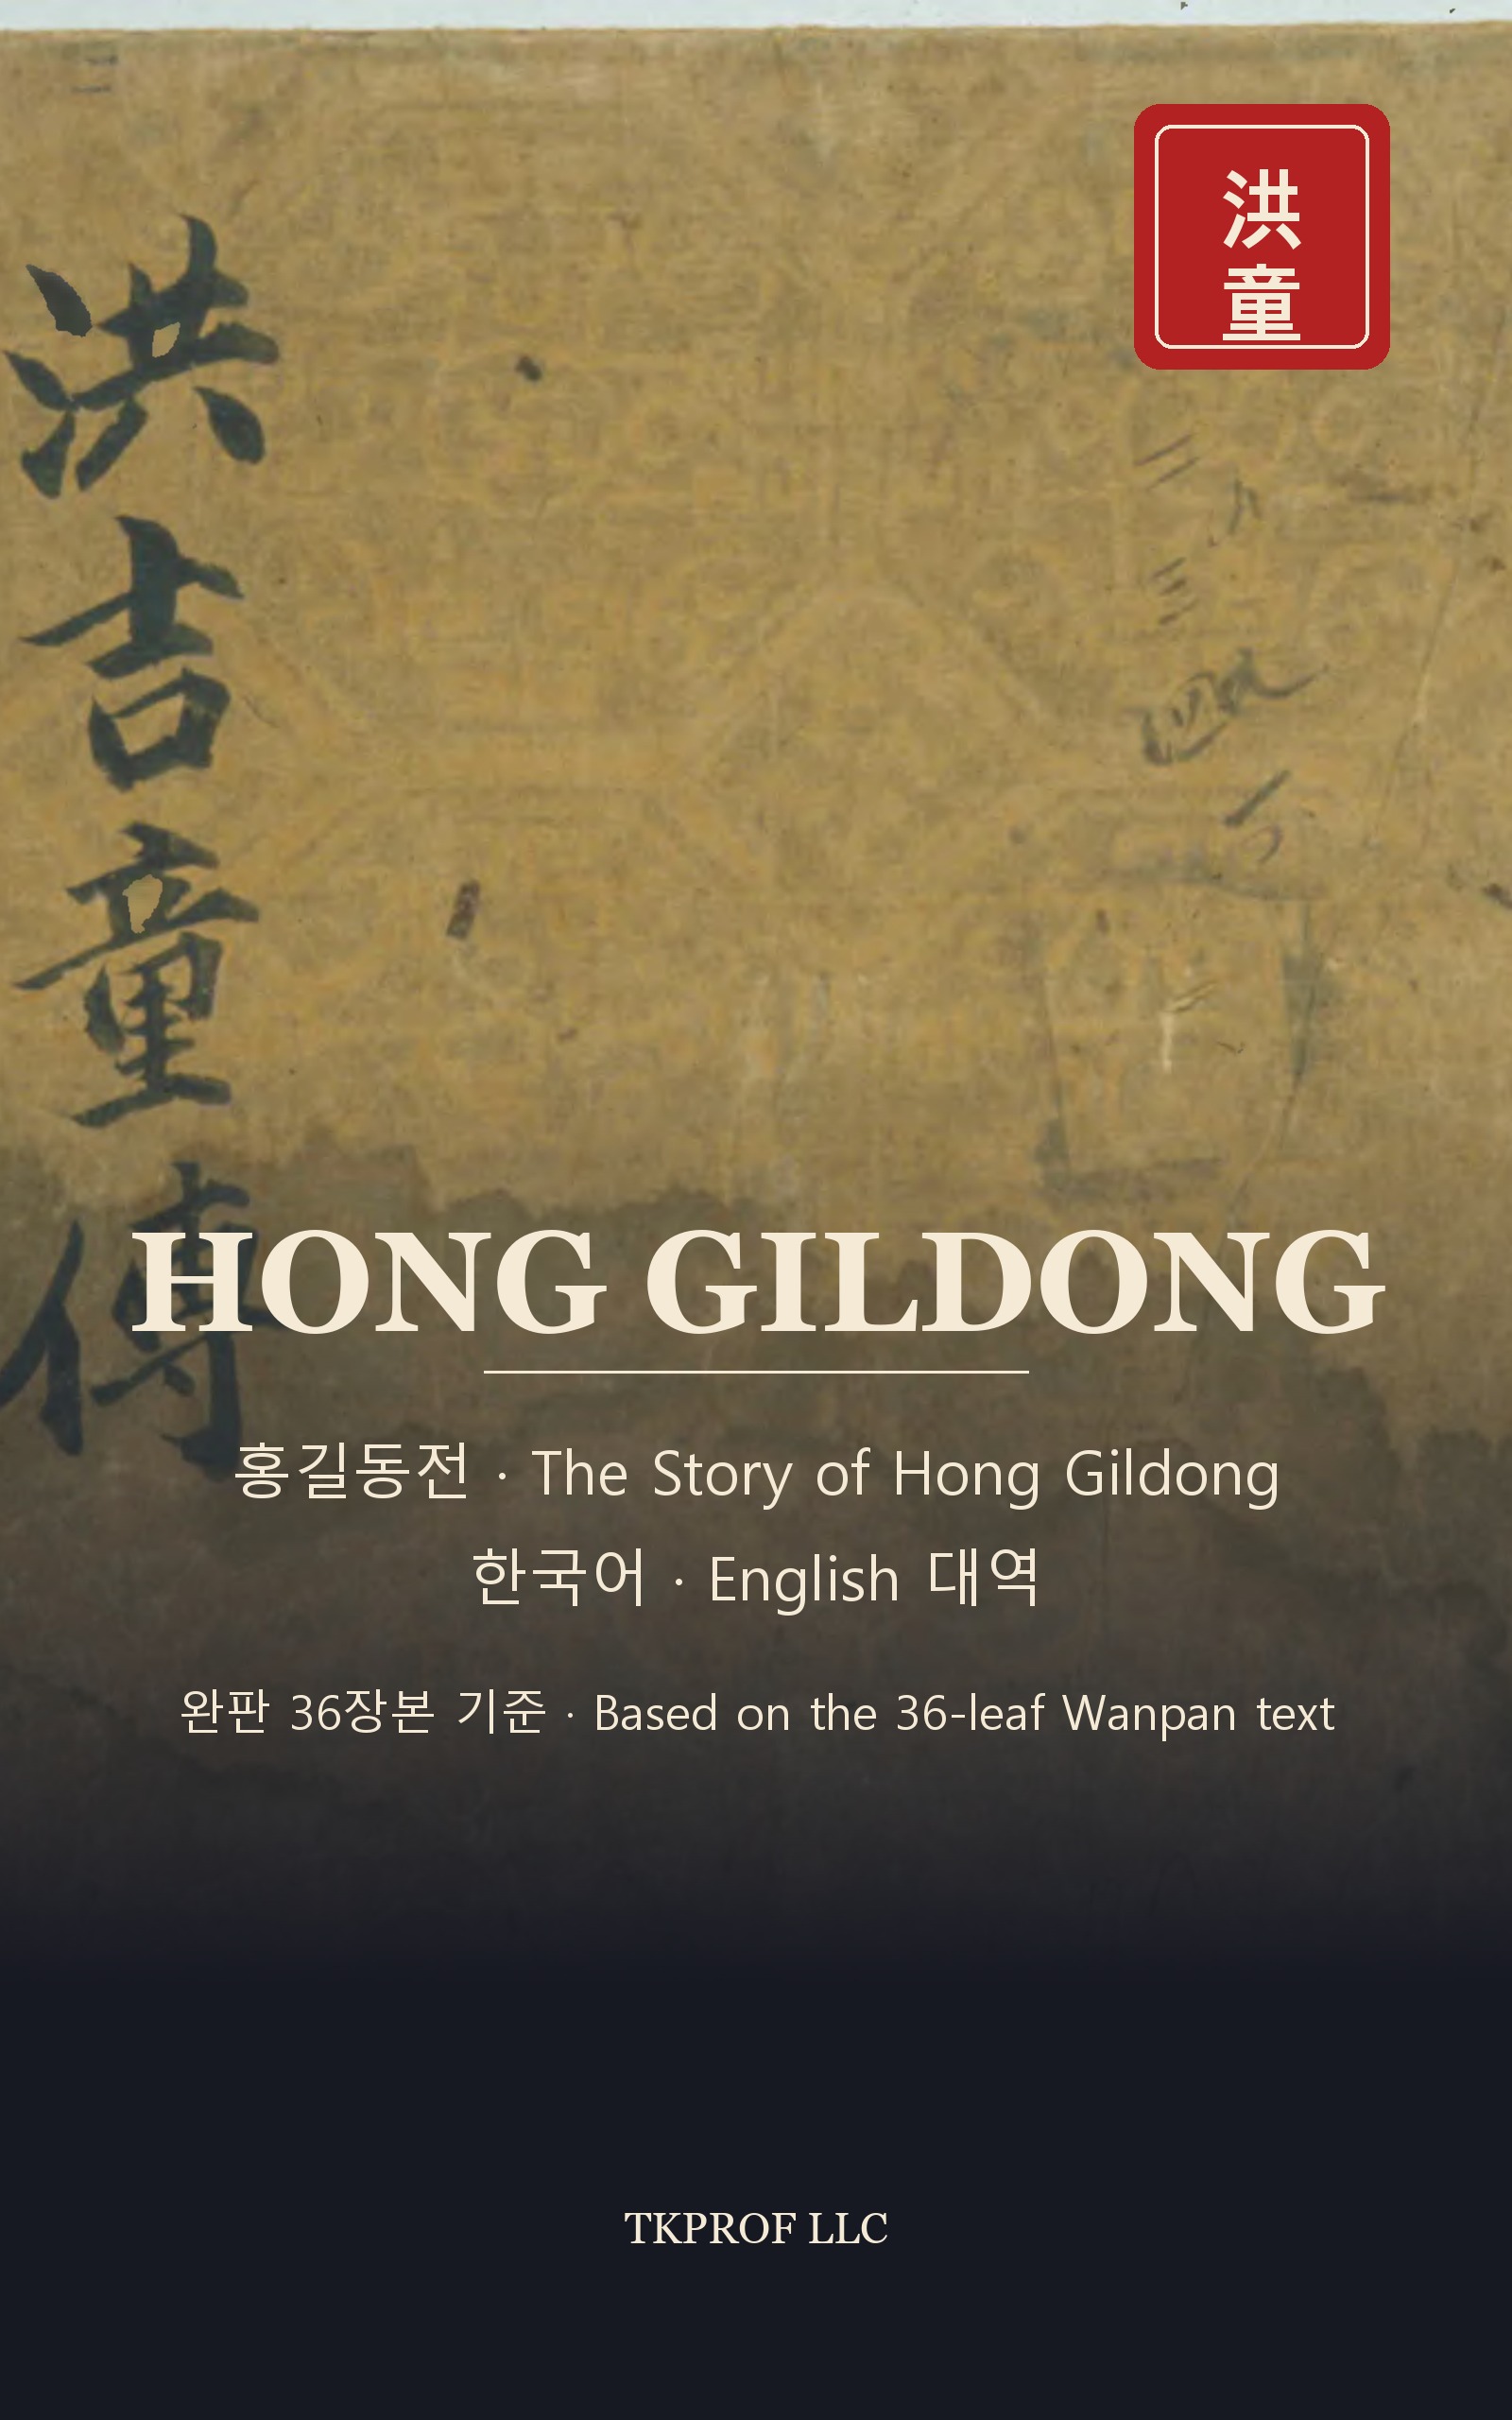 洪吉童傳
洪
童
HONG GILDONG
홍길동전 · The Story of Hong Gildong
한국어 · English 대역
완판 36장본 기준 · Based on the 36-leaf Wanpan text
TKPROF LLC